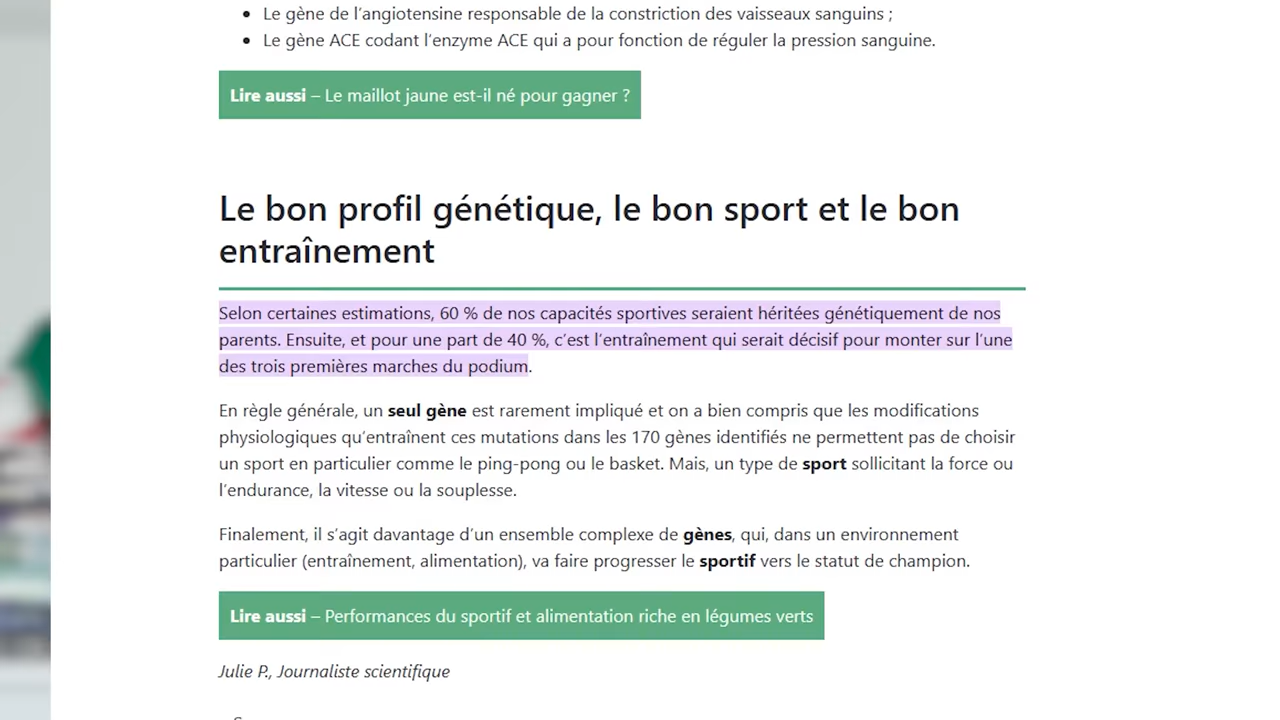 Le gène de l’angiotensine responsable de la constriction des vaisseaux sanguins ;
Le gène ACE codant l’enzyme ACE qui a pour fonction de réguler la pression sanguine.
Lire aussi – Le maillot jaune est-il né pour gagner ?
Le bon profil génétique, le bon sport et le bon
entraînement
Selon certaines estimations, 60 % de nos capacités sportives seraient héritées génétiquement de nos
parents. Ensuite, et pour une part de 40 %, c’est l’entraînement qui serait décisif pour monter sur l’une
des trois premières marches du podium.
En règle générale, un seul gène est rarement impliqué et on a bien compris que les modifications
physiologiques qu’entraînent ces mutations dans les 170 gènes identifiés ne permettent pas de choisir
un sport en particulier comme le ping-pong ou le basket. Mais, un type de sport sollicitant la force ou
l’endurance, la vitesse ou la souplesse.
Finalement, il s’agit davantage d’un ensemble complexe de gènes, qui, dans un environnement
particulier (entraînement, alimentation), va faire progresser le sportif vers le statut de champion.
Lire aussi – Performances du sportif et alimentation riche en légumes verts
Julie P., Journaliste scientifique